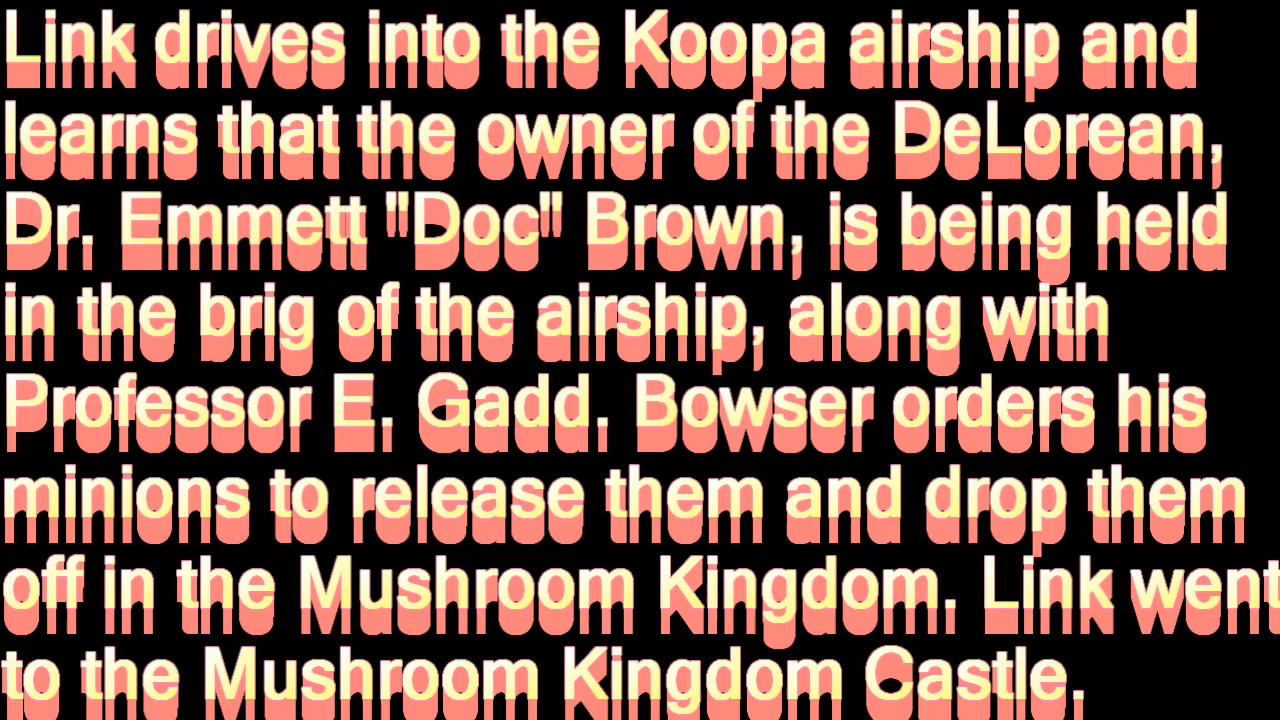 Link drives into the Koopa airship and
learns that the owner of the DeLorean,
Dr. Emmett "Doc" Brown, is being held
in the brig of the airship, along with
Professor E. Gadd. Bowser orders his
minions to release them and drop them
off in the Mushroom Kingdom. Link went
to the Mushroom Kingdom Castle.